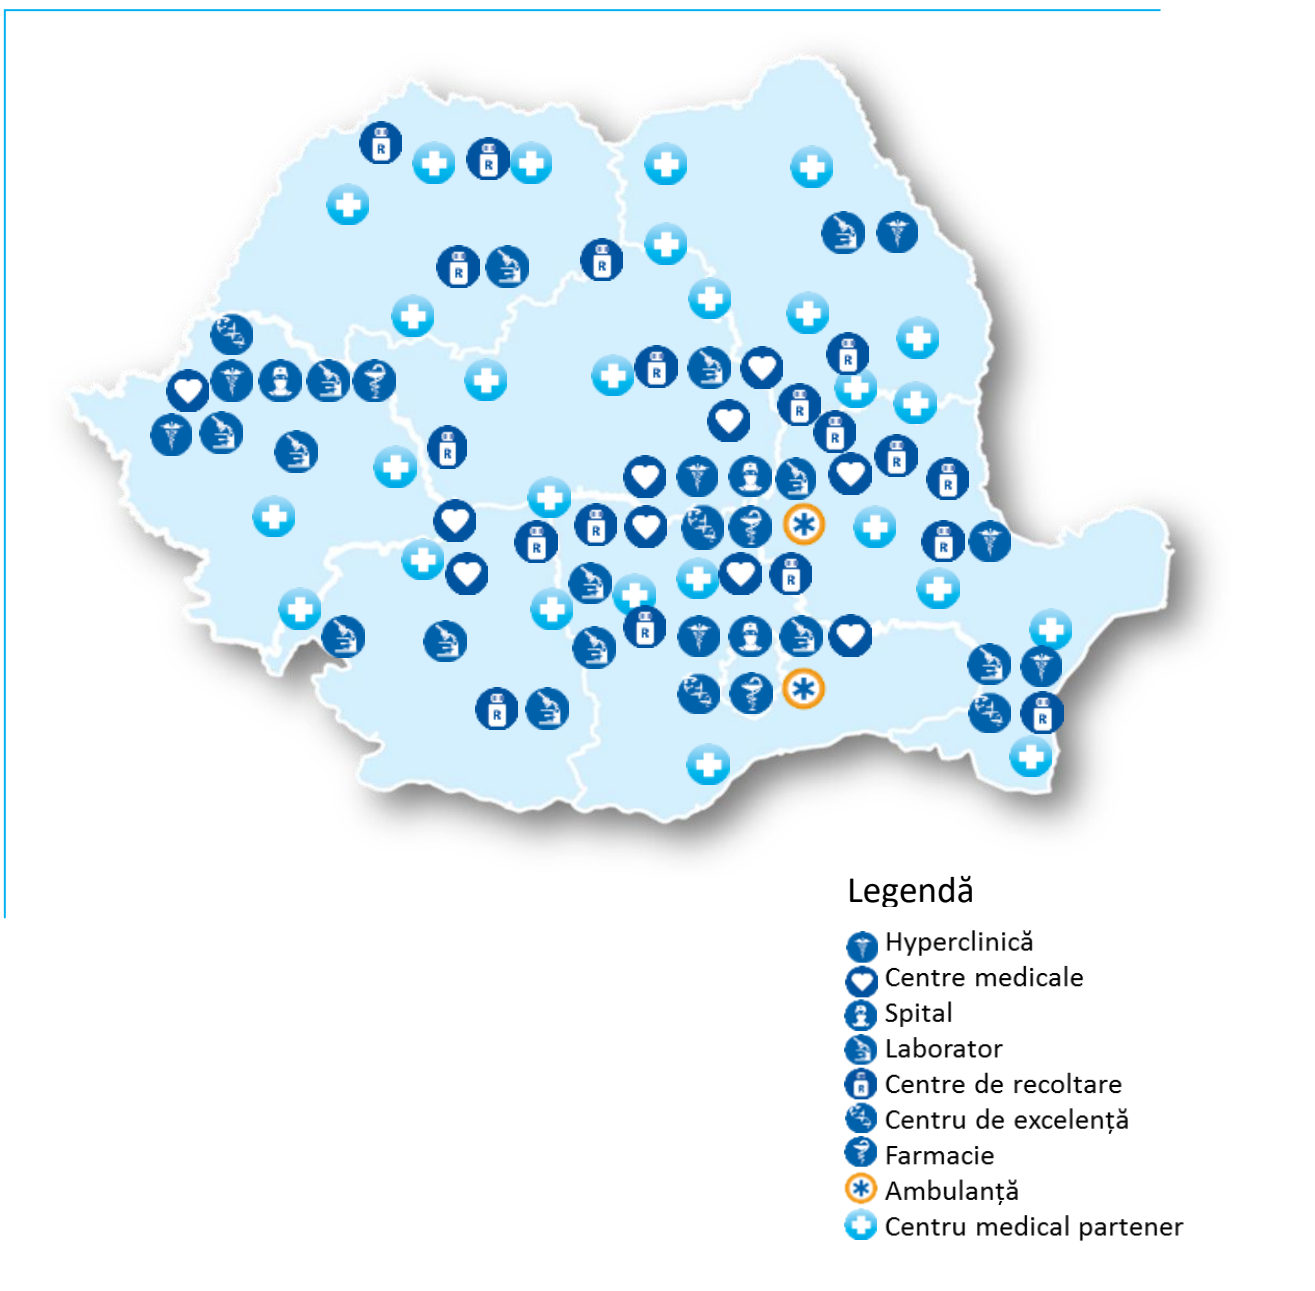 Legendă
Hyperclinică
Centre medicale
Spital
Laborator
Centre de recoltare
Centru de excelență
Farmacie
Ambulanță
Centru medical partener